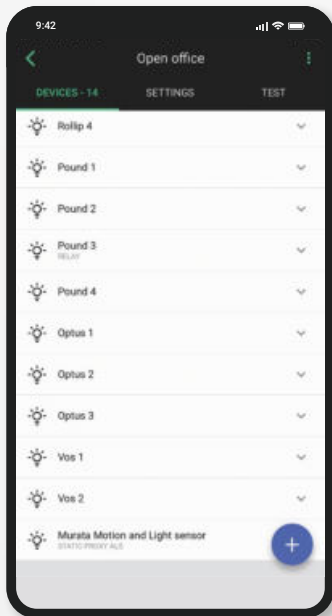 9:42
Open office
DEVICES - 14 SETTINGS TEST
Rollip 4
Pound 1
Pound 2
Pound 3
RELAY
Pound 4
Optus 1
Optus 2
Optus 3
Vos 1
Vos 2
Murata Motion and Light sensor
STATIC PROXY ALS